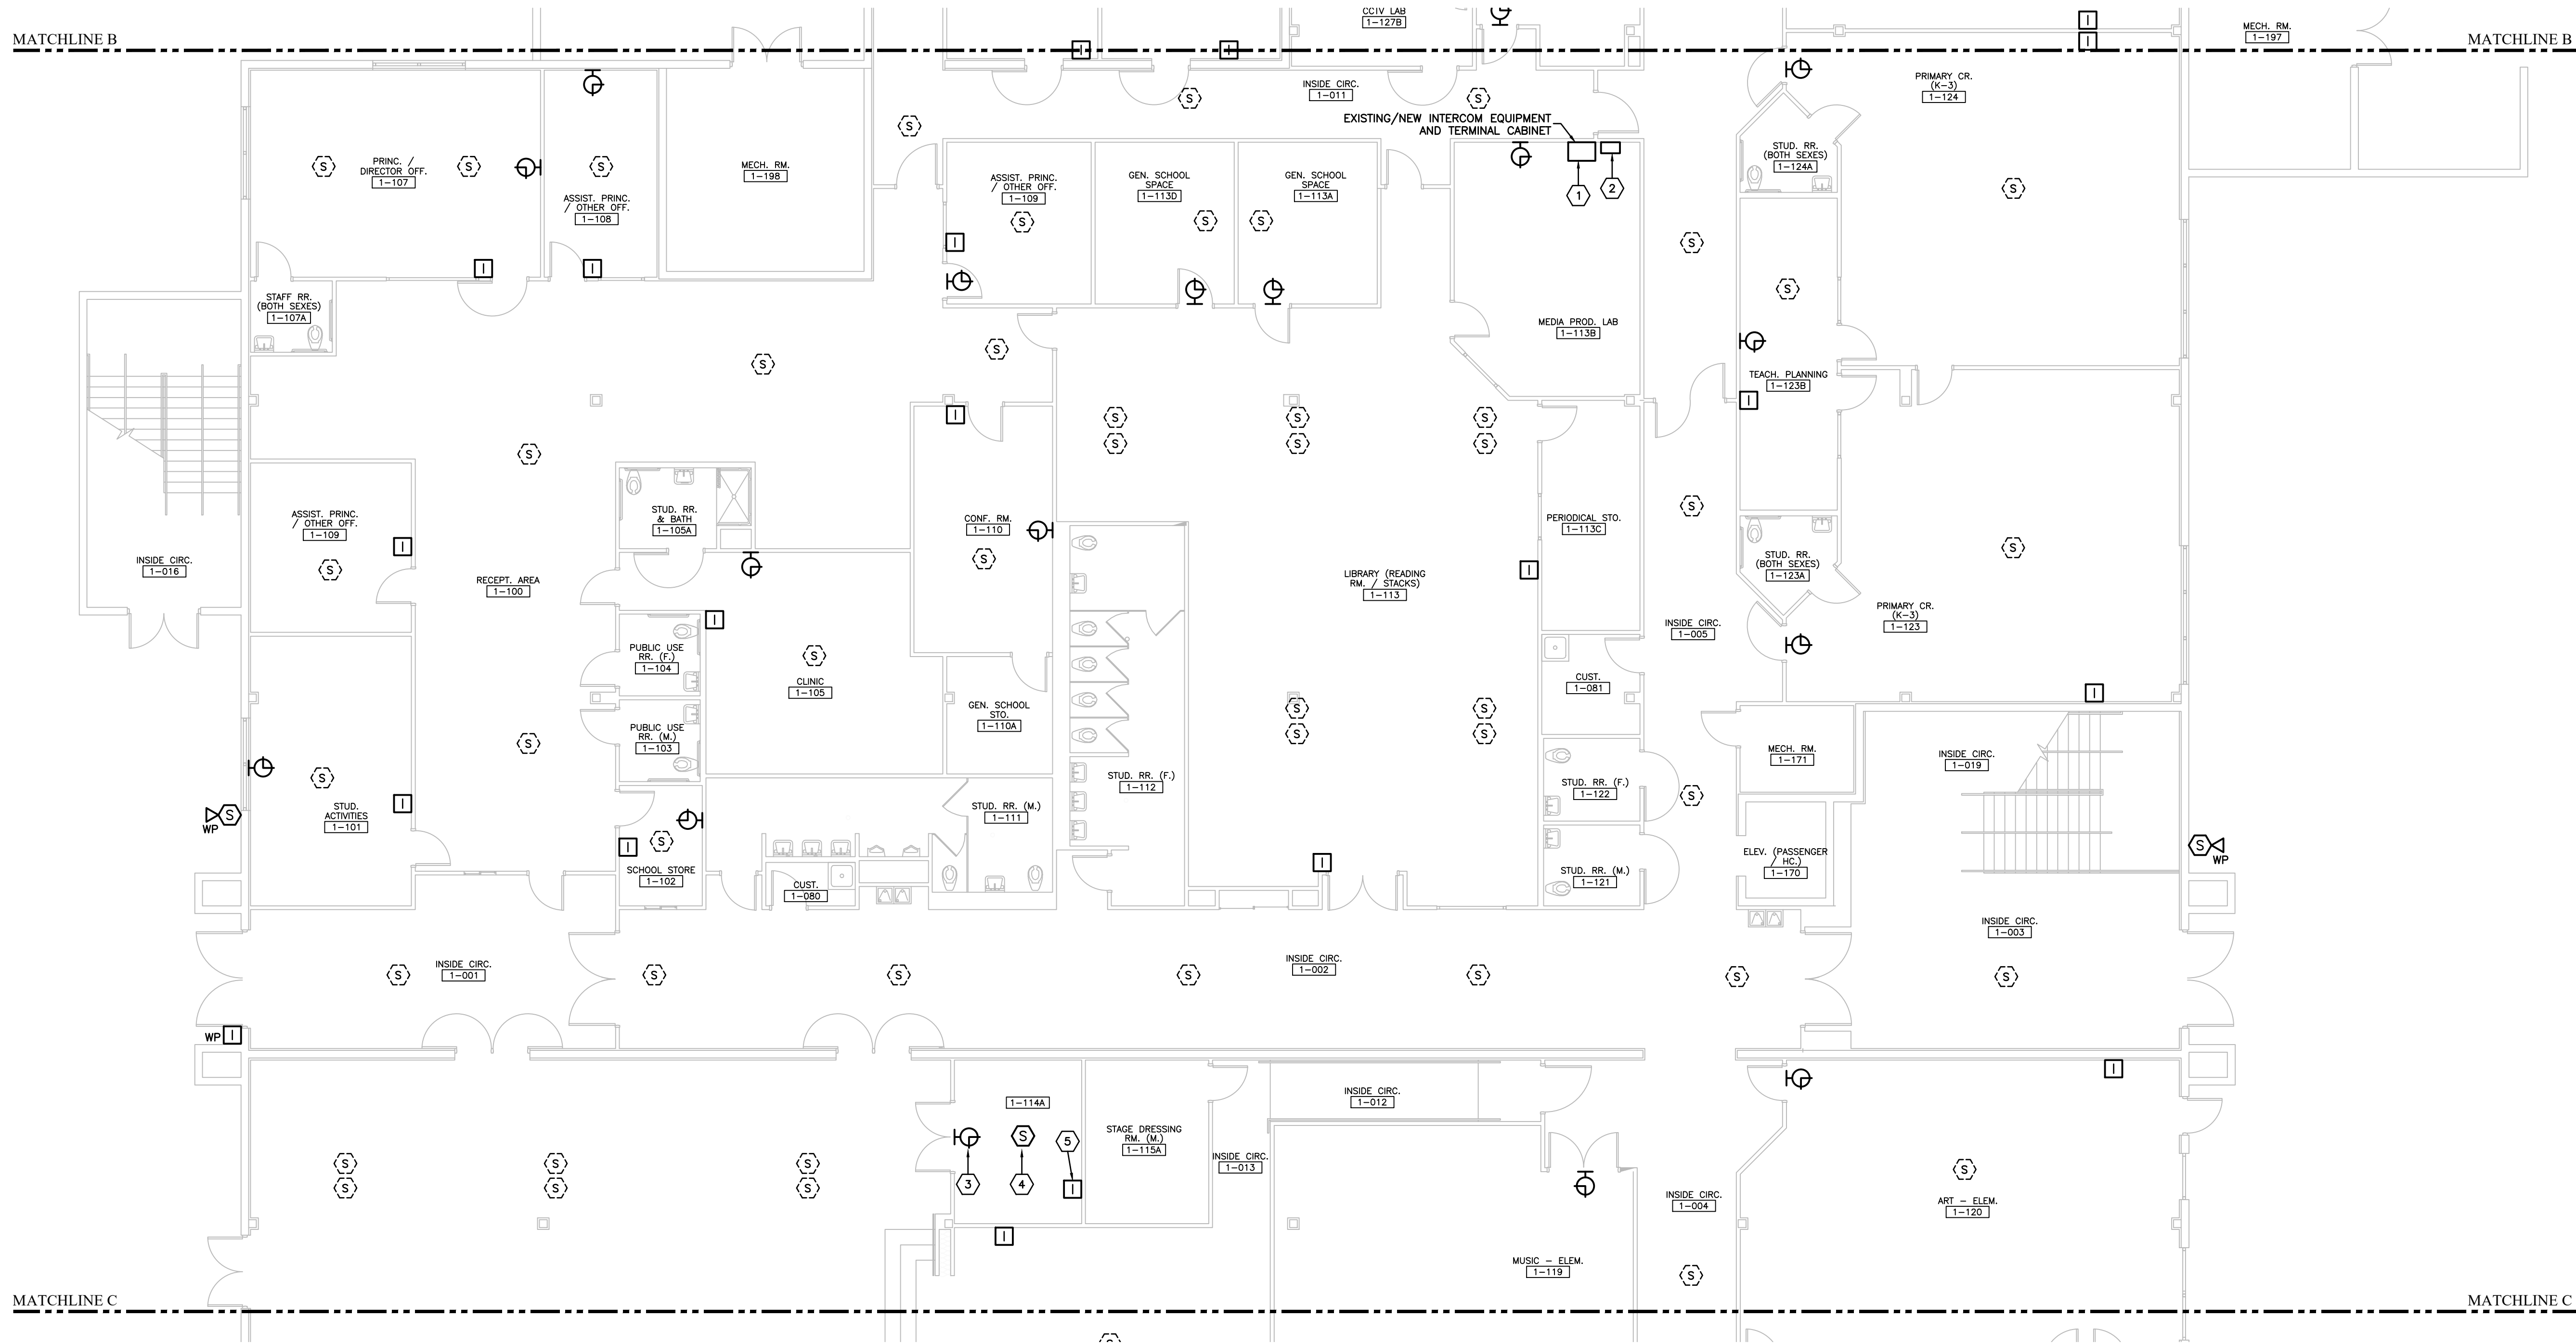 CCTV LAB
1-127B
MECH. RM.
1-197
MATCHLINE B
MATCHLINE B
I
I
I
I
PRIMARY CR.
(K-3)
1-124
INSIDE CIRC.
1-011
S
S
S
EXISTING/NEW INTERCOM EQUIPMENT
AND TERMINAL CABINET
PRINC. /
DIRECTOR OFF.
1-107
S
S
S
ASSIST. PRINC.
/ OTHER OFF.
1-108
MECH. RM.
1-198
ASSIST. PRINC.
/ OTHER OFF.
1-109
S
GEN. SCHOOL
SPACE
1-113D
S
GEN. SCHOOL
SPACE
1-113A
S
1
2
STUD. RR.
(BOTH SEXES)
1-124A
S
S
I
I
I
STAFF RR.
(BOTH SEXES)
1-107A
S
MEDIA PROD. LAB
1-113B
S
S
TEACH. PLANNING
1-123B
I
I
S
S
S
S
S
S
S
ASSIST. PRINC.
/ OTHER OFF.
1-109
S
I
STUD. RR.
& BATH
1-105A
CONF. RM.
1-110
S
PERIODICAL STO.
1-113C
S
INSIDE CIRC.
1-016
RECEPT. AREA
1-100
LIBRARY (READING
RM. / STACKS)
1-113
I
STUD. RR.
(BOTH SEXES)
1-123A
S
PRIMARY CR.
(K-3)
1-123
I
INSIDE CIRC.
1-005
PUBLIC USE
RR. (F.)
1-104
S
CLINIC
1-105
CUST.
1-081
I
GEN. SCHOOL
STO.
1-110A
S
S
S
S
PUBLIC USE
RR. (M.)
1-103
S
MECH. RM.
1-171
INSIDE CIRC.
1-019
S
STUD.
ACTIVITIES
1-101
I
STUD. RR. (F.)
1-112
STUD. RR. (F.)
1-122
S
STUD. RR. (M.)
1-111
S
WP
S
I
SCHOOL STORE
1-102
S
WP
ELEV. (PASSENGER
/ HC.)
1-170
I
STUD. RR. (M.)
1-121
CUST.
1-080
INSIDE CIRC.
1-003
INSIDE CIRC.
1-001
INSIDE CIRC.
1-002
S
S
S
S
S
S
S
WP
I
I
INSIDE CIRC.
1-012
1-114A
STAGE DRESSING
RM. (M.)
1-115A
S
5
S
S
S
S
S
S
INSIDE CIRC.
1-013
S
3
4
I
INSIDE CIRC.
1-004
ART - ELEM.
1-120
I
MUSIC - ELEM.
1-119
S
MATCHLINE C
MATCHLINE C